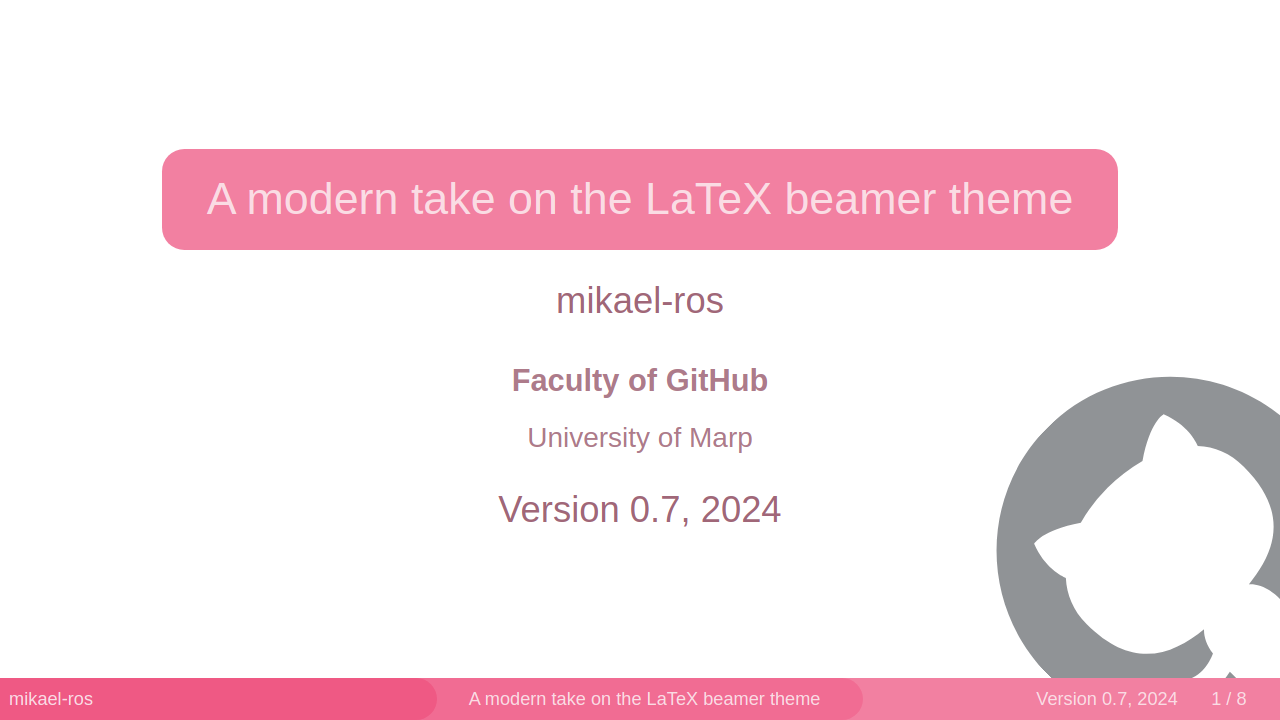 A modern take on the LaTeX beamer theme
mikael-ros
Faculty of GitHub
University of Marp
Version 0.7, 2024
mikael-ros
A modern take on the LaTeX beamer theme
Version 0.7, 2024
1 / 8